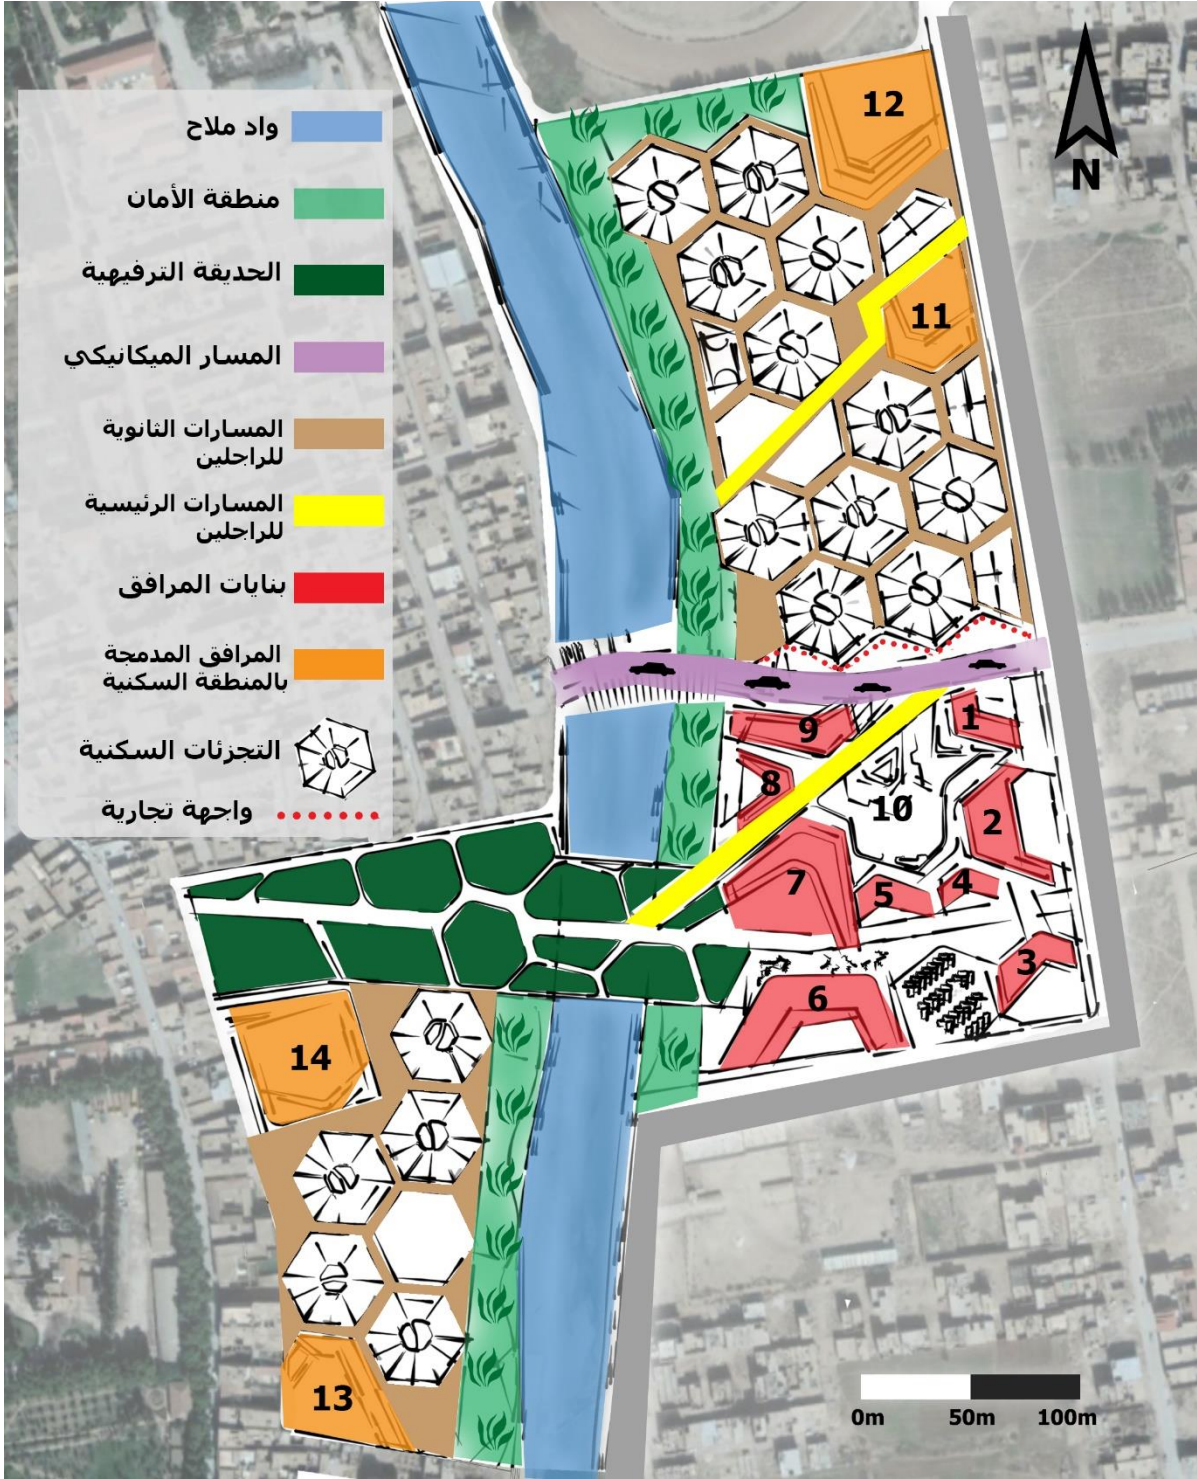 واد ملاح
منطقة الأمان
الحديقة الترفيهية
المسار الميكانيكي
المسارات الثانوية
للراجلين
المسارات الرئيسية
للراجلين
بنايات المرافق
المرافق المدمجة
بالمنطقة السكنية
التجزئات السكنية
واجهة تجارية
N
12
11
9
1
8
10
2
7
5
4
3
6
14
13
0m 50m 100m